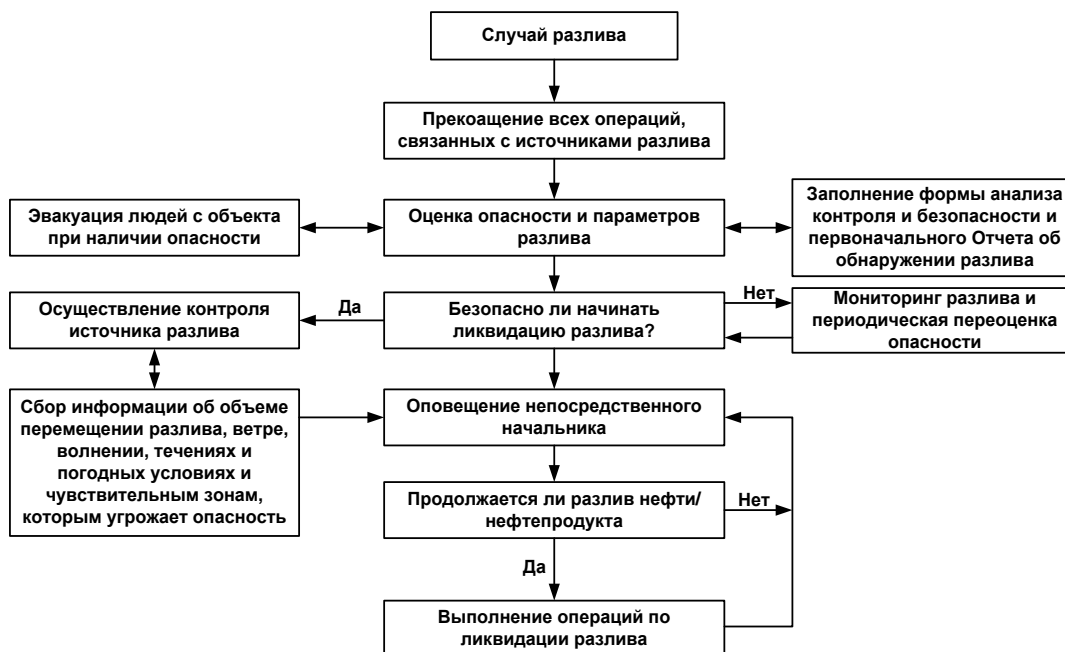 Случай разлива
Прекоащение всех операций,
связанных с источниками разлива
Эвакуация людей с объекта
при наличии опасности
Оценка опасности и параметров
разлива
Заполнение формы анализа
контроля и безопасности и
первоначального Отчета об
обнаружении разлива
Осуществление контроля
источника разлива
Да
Безопасно ли начинать
ликвидацию разлива?
Нет
Мониторинг разлива и
периодическая переоценка
опасности
Сбор информации об объеме
перемещении разлива, ветре,
волнении, течениях и
погодных условиях и
чувствительным зонам,
которым угрожает опасность
Оповещение непосредственного
начальника
Продолжается ли разлив нефти/
нефтепродукта
Нет
Да
Выполнение операций по
ликвидации разлива